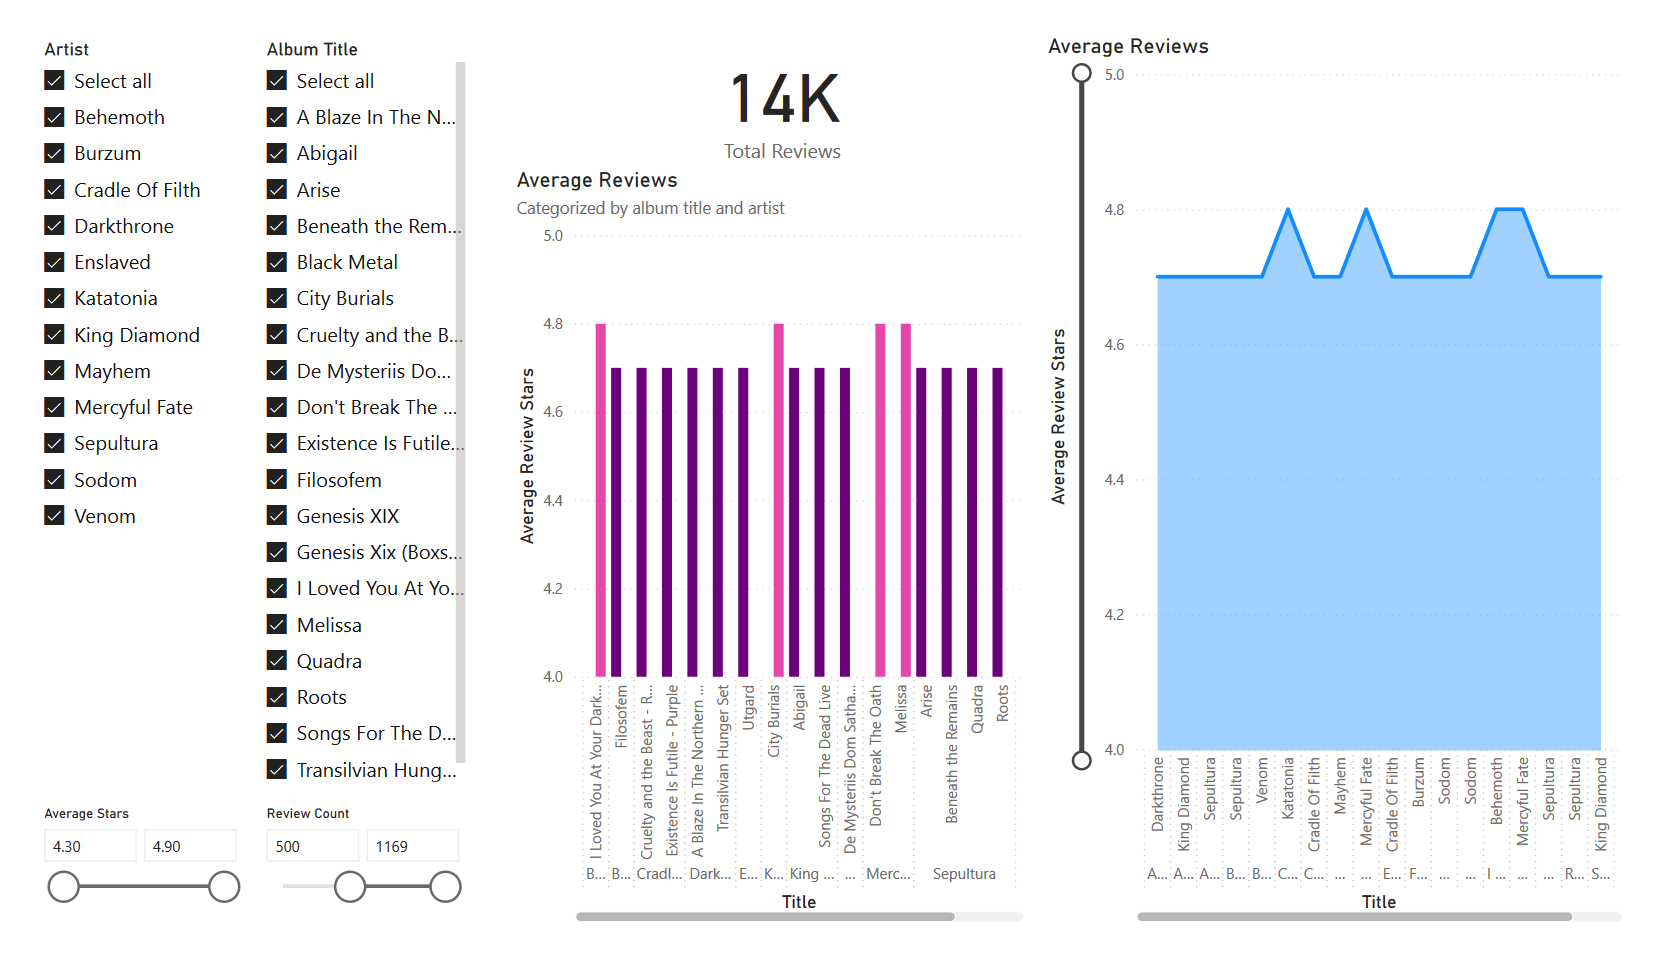 Artist
Select all
Behemoth
Burzum
Cradle Of Filth
Darkthrone
Enslaved
Katatonia
King Diamond
Mayhem
Mercyful Fate
Sepultura
Sodom
Venom
Album Title
Select all
A Blaze In The N...
Abigail
Arise
Beneath the Rem...
Black Metal
City Burials
Cruelty and the B...
De Mysteriis Do...
Don't Break The ...
Existence Is Futile...
Filosofem
Genesis XIX
Genesis Xix (Boxs...
I Loved You At Yo...
Melissa
Quadra
Roots
Songs For The D...
Transilvian Hung...
Average Stars
4.30
4.90
Review Count
500
1169
14K
Total Reviews
Average Reviews
Categorized by album title and artist
Average Review Stars
5.0
4.8
4.6
4.4
4.2
4.0
I Loved You At Your Dark...
Filosofem
Cruelty and the Beast - R...
Existence Is Futile - Purple
A Blaze In The Northern ...
Transilvian Hunger Set
Utgard
City Burials
Abigail
Songs For The Dead Live
De Mysteriis Dom Satha...
Don't Break The Oath
Melissa
Arise
Beneath the Remains
Quadra
Roots
B...
B...
Cradl...
Dark...
E...
K...
King ...
...
Merc...
Sepultura
Title
Average Reviews
Average Review Stars
5.0
4.8
4.6
4.4
4.2
4.0
Darkthrone
King Diamond
Sepultura
Sepultura
Venom
Katatonia
Cradle Of Filth
Mayhem
Mercyful Fate
Cradle Of Filth
Burzum
Sodom
Sodom
Behemoth
Mercyful Fate
Sepultura
Sepultura
King Diamond
A...
A...
A...
B...
B...
C...
C...
...
...
E...
F...
...
...
I ...
...
...
R...
S...
Title